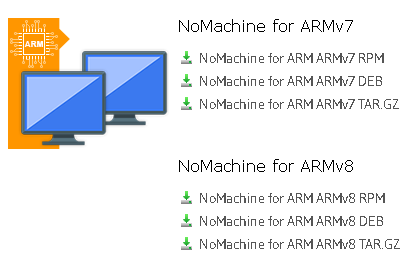 ARM
NoMachine for ARMv7
NoMachine for ARM ARMv7 RPM
NoMachine for ARM ARMv7 DEB
NoMachine for ARM ARMv7 TAR.GZ
NoMachine for ARMv8
NoMachine for ARM ARMv8 RPM
NoMachine for ARM ARMv8 DEB
NoMachine for ARM ARMv8 TAR.GZ